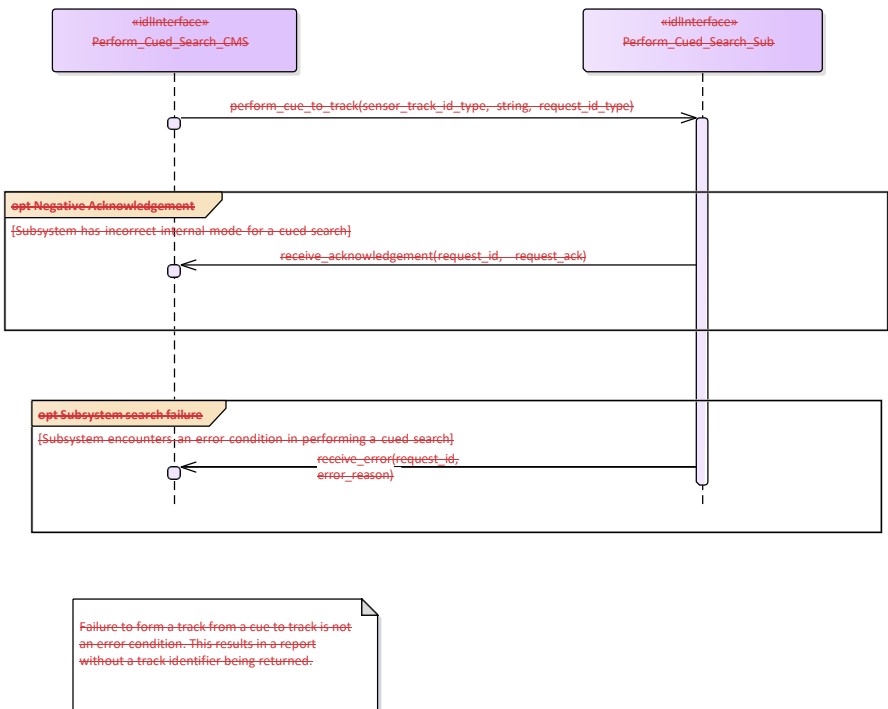 «idlInterface»
Perform_Cued_Search_CMS
«idlInterface»
Perform_Cued_Search_Sub
perform_cue_to_track(sensor_track_id_type, string, request_id_type)
opt Negative Acknowledgement
[Subsystem has incorrect internal mode for a cued search]
receive_acknowledgement(request_id, request_ack)
opt Subsystem search failure
[Subsystem encounters an error condition in performing a cued search]
receive_error(request_id,
error_reason)
Failure to form a track from a cue to track is not
an error condition. This results in a report
without a track identifier being returned.